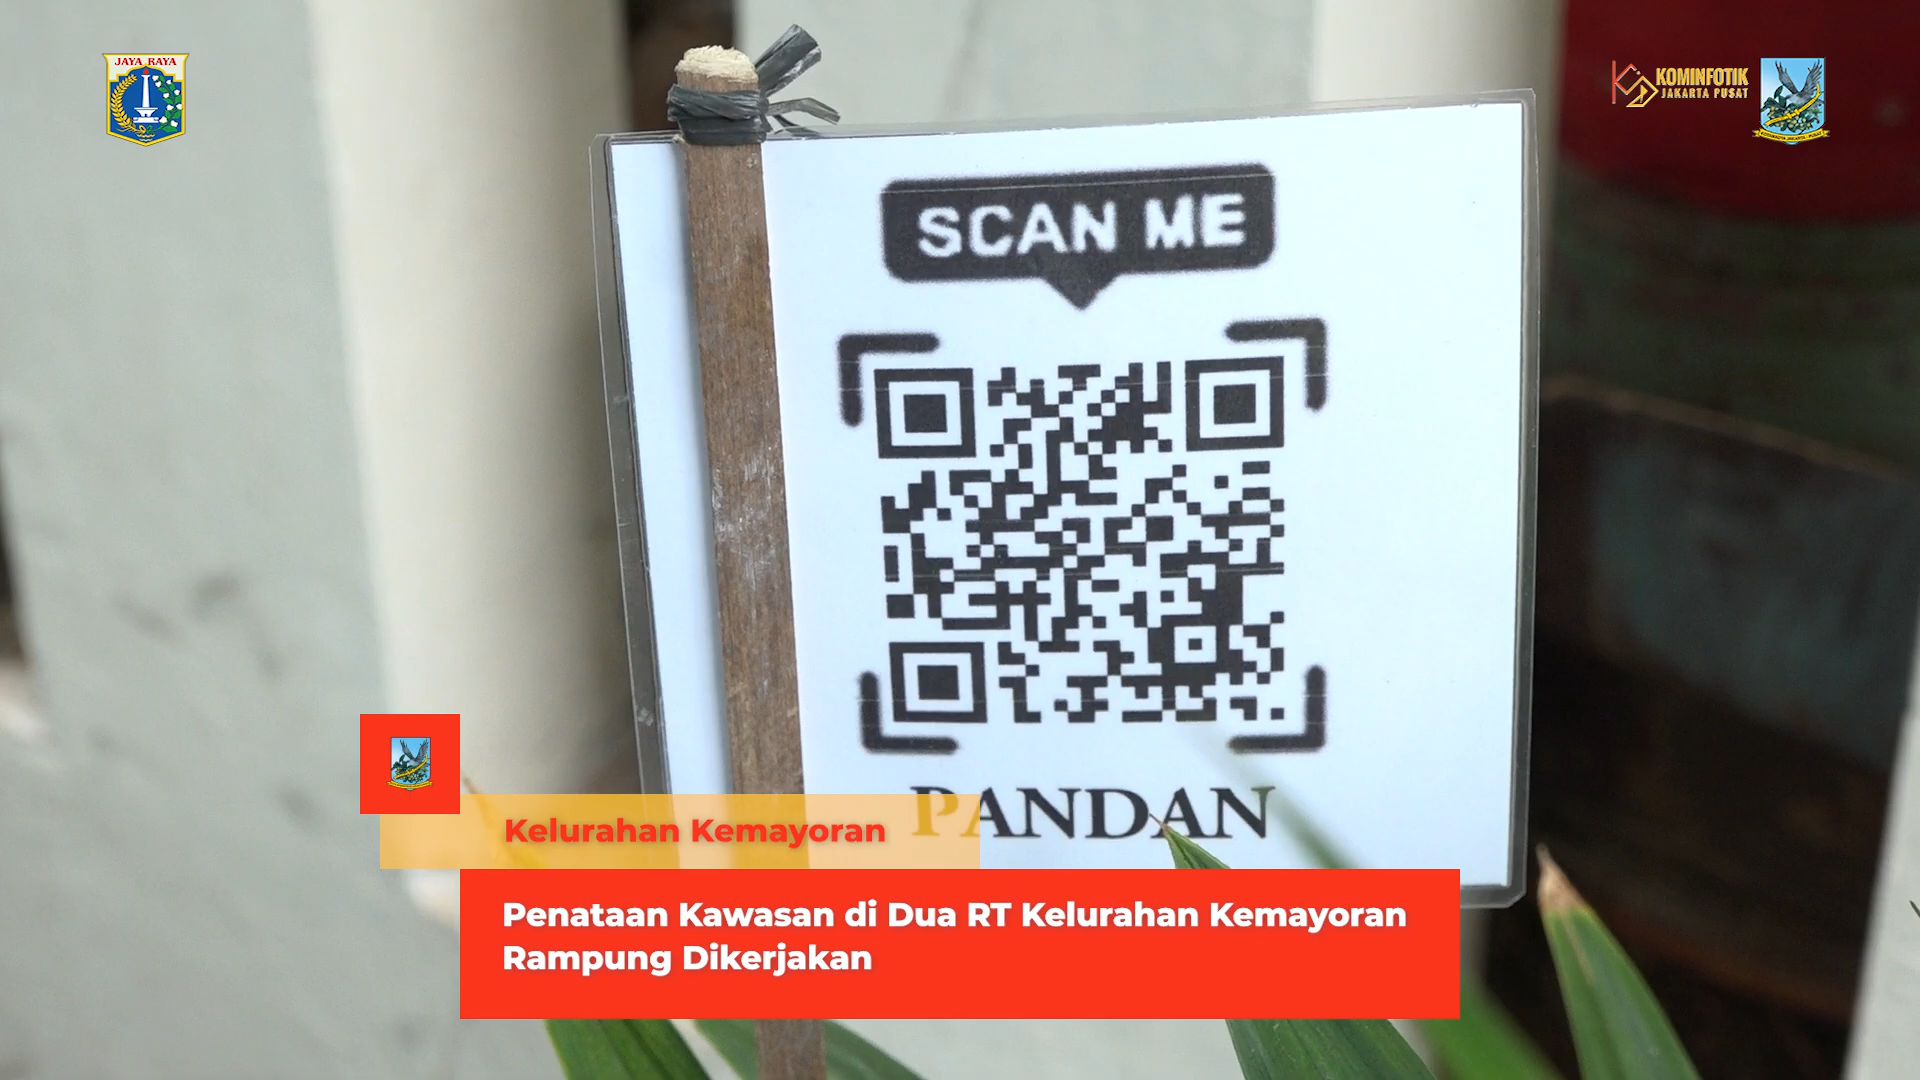 JAYA RAYA
KOMINFOTIK
JAKARTA PUSAT
SCAN ME
PANDAN
Kelurahan Kemayoran
Penataan Kawasan di Dua RT Kelurahan Kemayoran
Rampung Dikerjakan